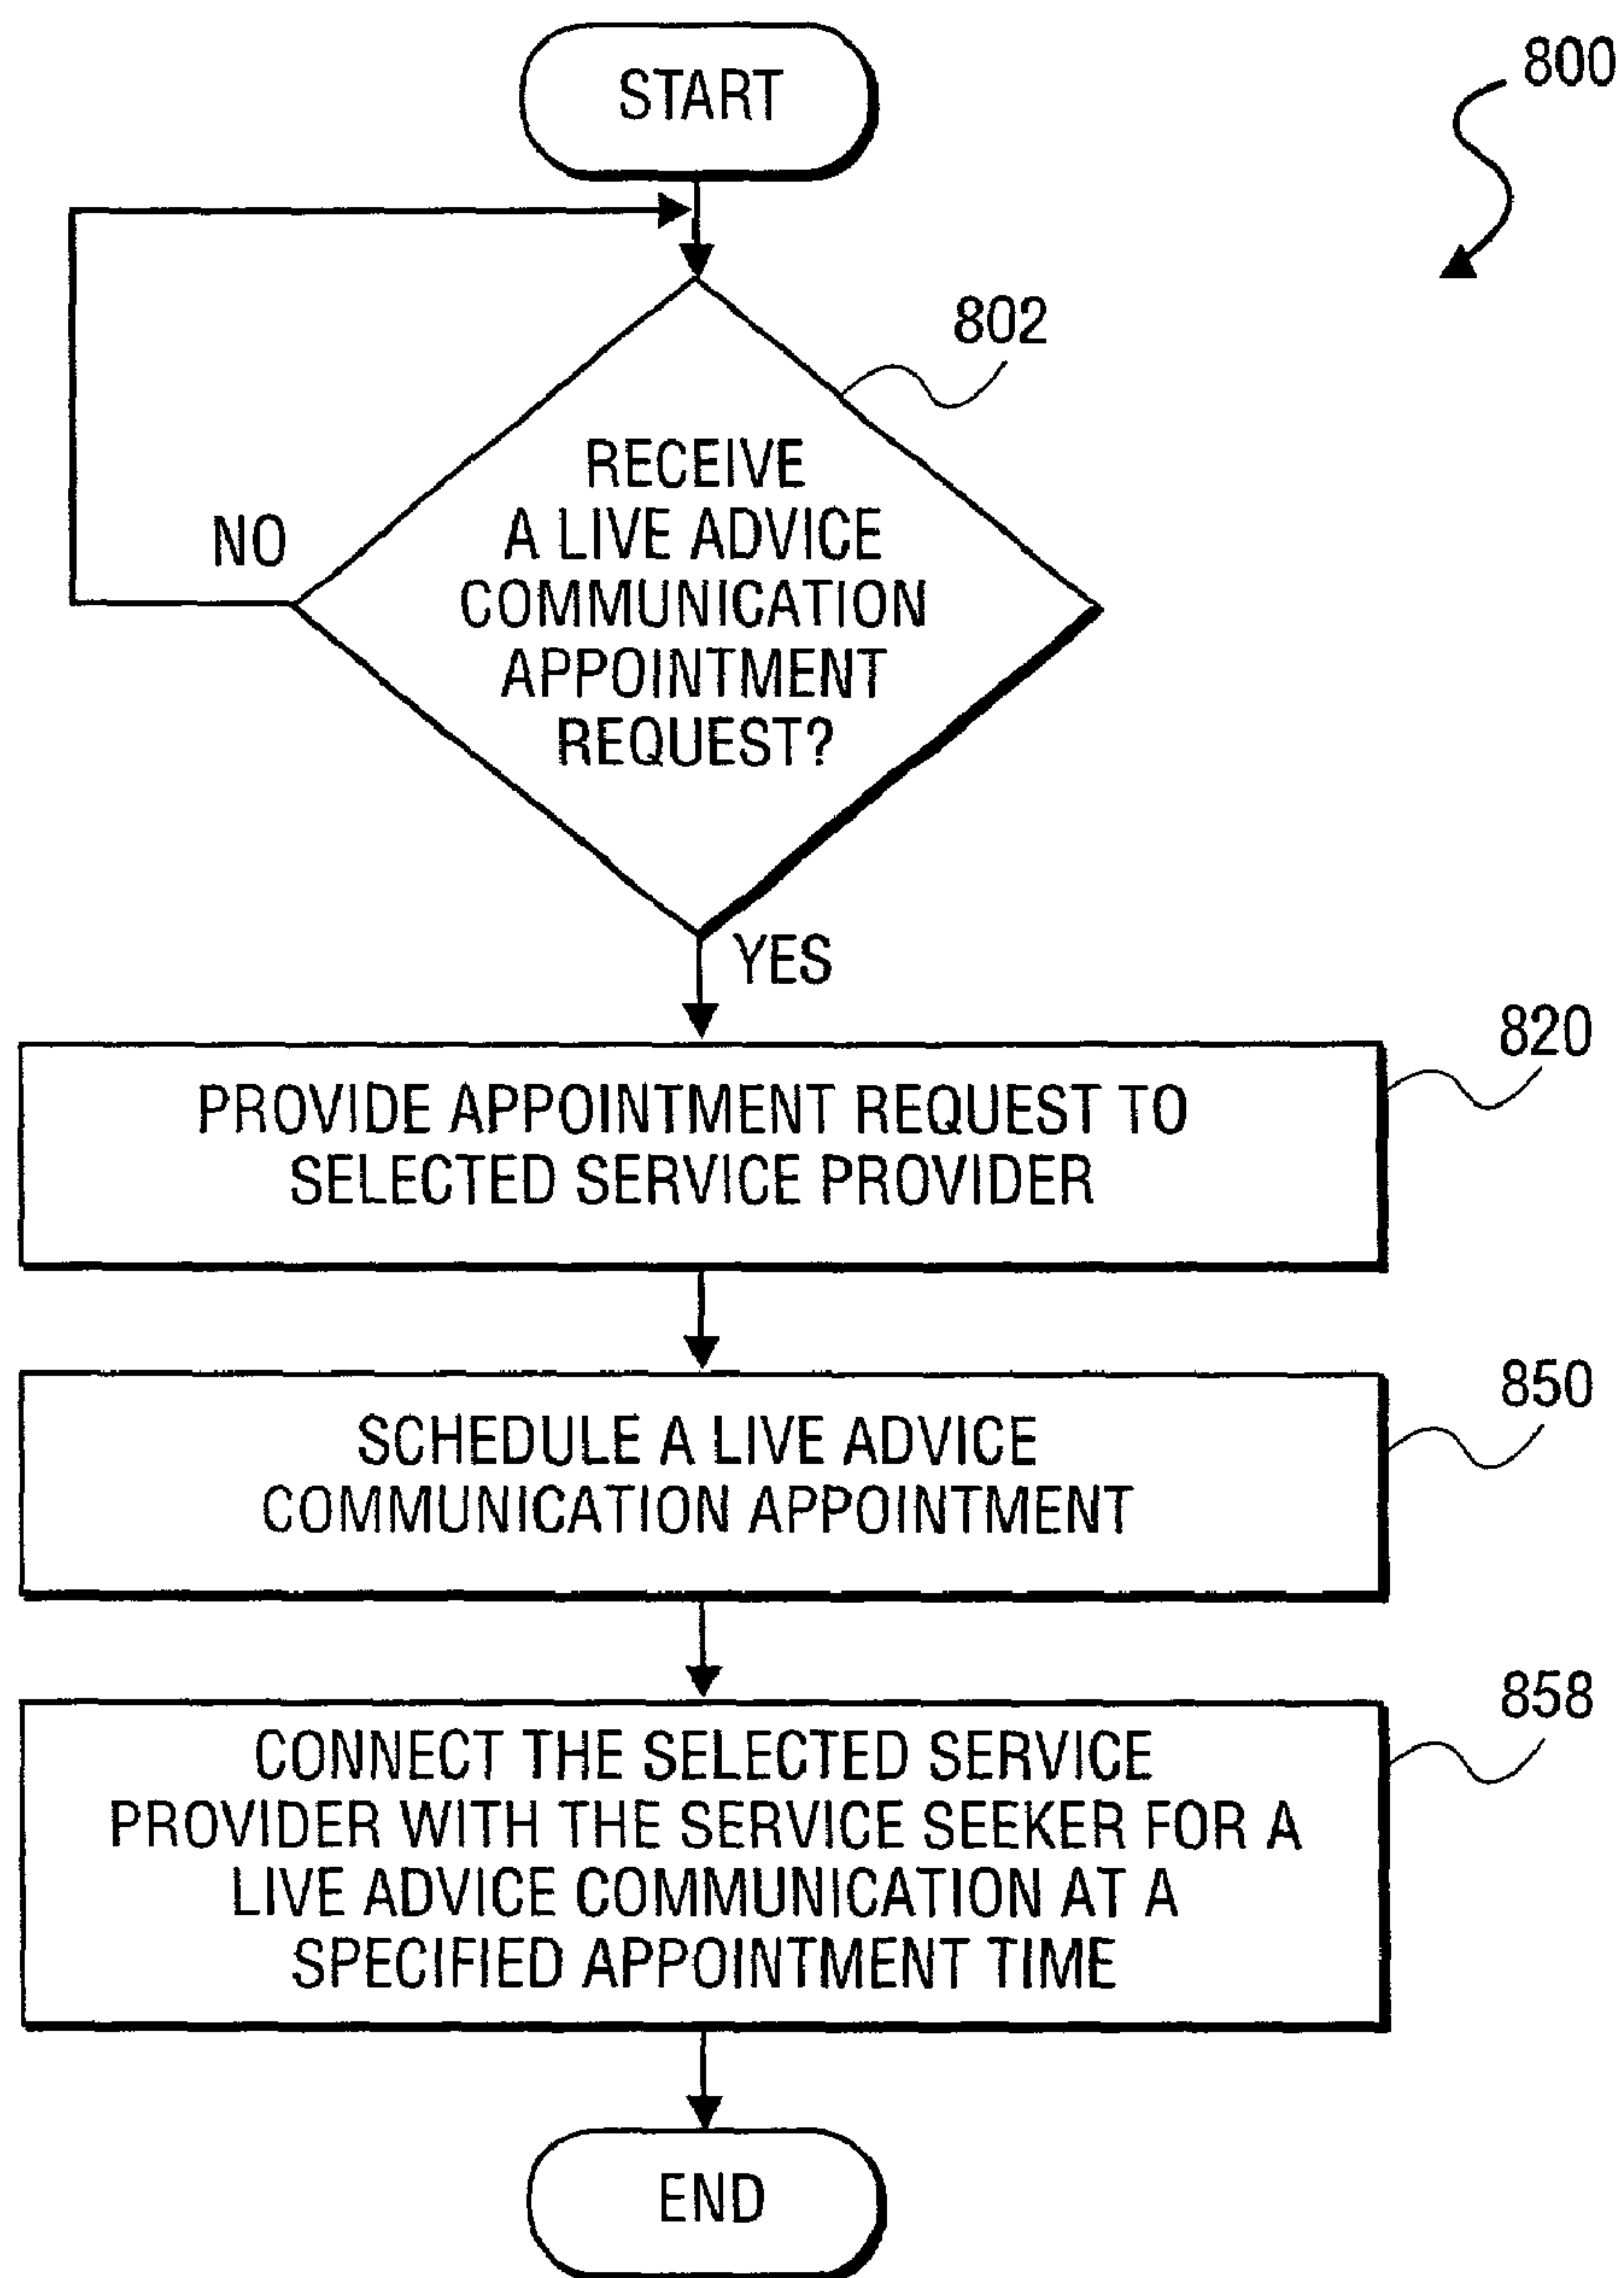 START
800
802
RECEIVE
A LIVE ADVICE
COMMUNICATION
APPOINTMENT
REQUEST?
NO
YES
820
PROVIDE APPOINTMENT REQUEST TO
SELECTED SERVICE PROVIDER
850
SCHEDULE A LIVE ADVICE
COMMUNICATION APPOINTMENT
858
CONNECT THE SELECTED SERVICE
PROVIDER WITH THE SERVICE SEEKER FOR A
LIVE ADVICE COMMUNICATION AT A
SPECIFIED APPOINTMENT TIME
END